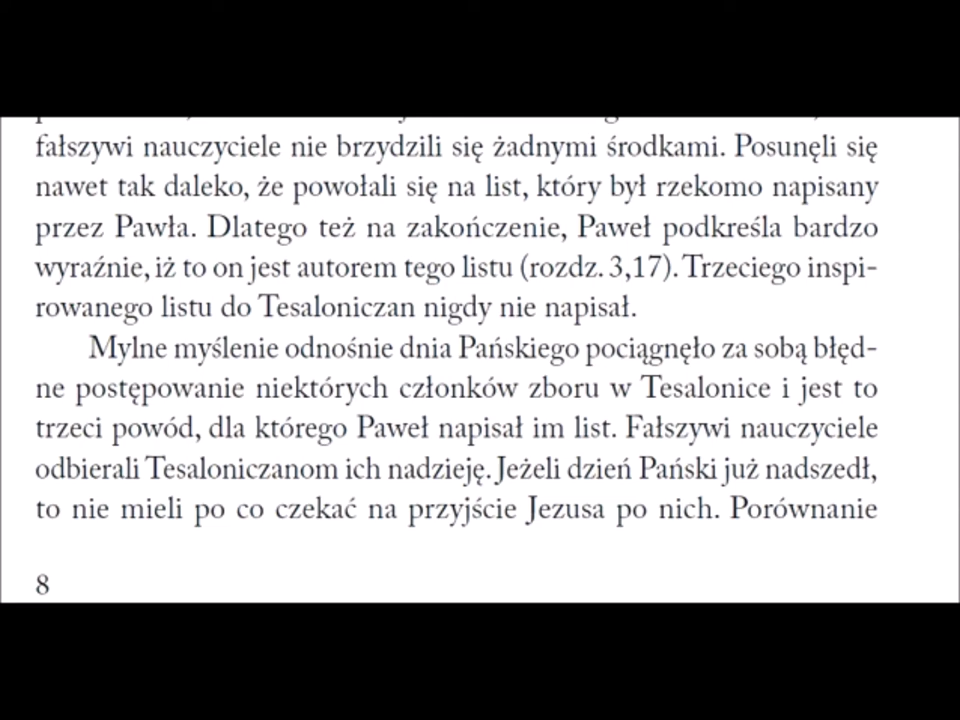 fałszywi nauczyciele nie brzydzili się żadnymi środkami. Posunęli się
nawet tak daleko, że powołali się na list, który był rzekomo napisany
przez Pawła. Dlatego też na zakończenie, Paweł podkreśla bardzo
wyraźnie, iż to on jest autorem tego listu (rozdz. 3,17). Trzeciego inspi-
rowanego listu do Tesaloniczan nigdy nie napisał.
Mylne myślenie odnośnie dnia Pańskiego pociągnęło za sobą błęd-
ne postępowanie niektórych członków zboru w Tesalonice i jest to
trzeci powód, dla którego Paweł napisał im list. Fałszywi nauczyciele
odbierali Tesaloniczanom ich nadzieję. Jeżeli dzień Pański już nadszedł,
to nie mieli po co czekać na przyjście Jezusa po nich. Porównanie
8